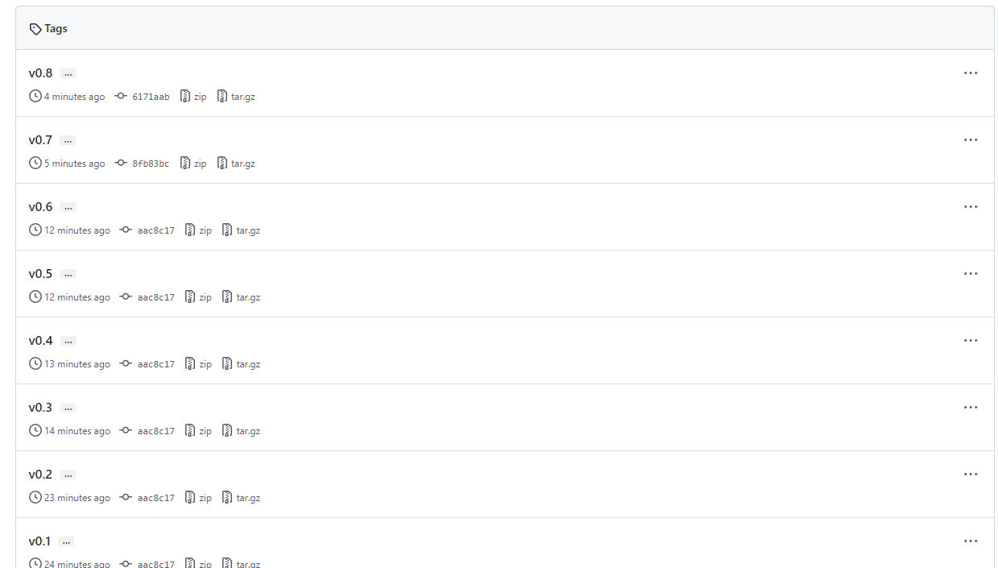 Tags
v0.8 ...
4 minutes ago 6171aab zip tar.gz
v0.7 ...
5 minutes ago 8fb83bc zip tar.gz
v0.6 ...
12 minutes ago aac8c17 zip tar.gz
v0.5 ...
12 minutes ago aac8c17 zip tar.gz
v0.4 ...
13 minutes ago aac8c17 zip tar.gz
v0.3 ...
14 minutes ago aac8c17 zip tar.gz
v0.2 ...
23 minutes ago aac8c17 zip tar.gz
v0.1 ...
24 minutes ago aac8c17 zip tar.gz